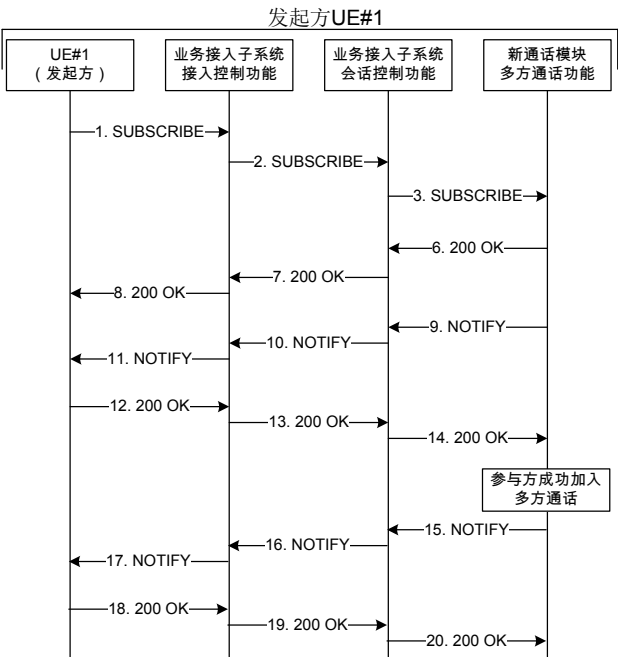 发起方UE#1
UE#1
（发起方）
业务接入子系统
接入控制功能
业务接入子系统
会话控制功能
新通话模块
多方通话功能
1. SUBSCRIBE
2. SUBSCRIBE
3. SUBSCRIBE
6. 200 OK
7. 200 OK
8. 200 OK
9. NOTIFY
10. NOTIFY
11. NOTIFY
12. 200 OK
13. 200 OK
14. 200 OK
参与方成功加入
多方通话
15. NOTIFY
16. NOTIFY
17. NOTIFY
18. 200 OK
19. 200 OK
20. 200 OK